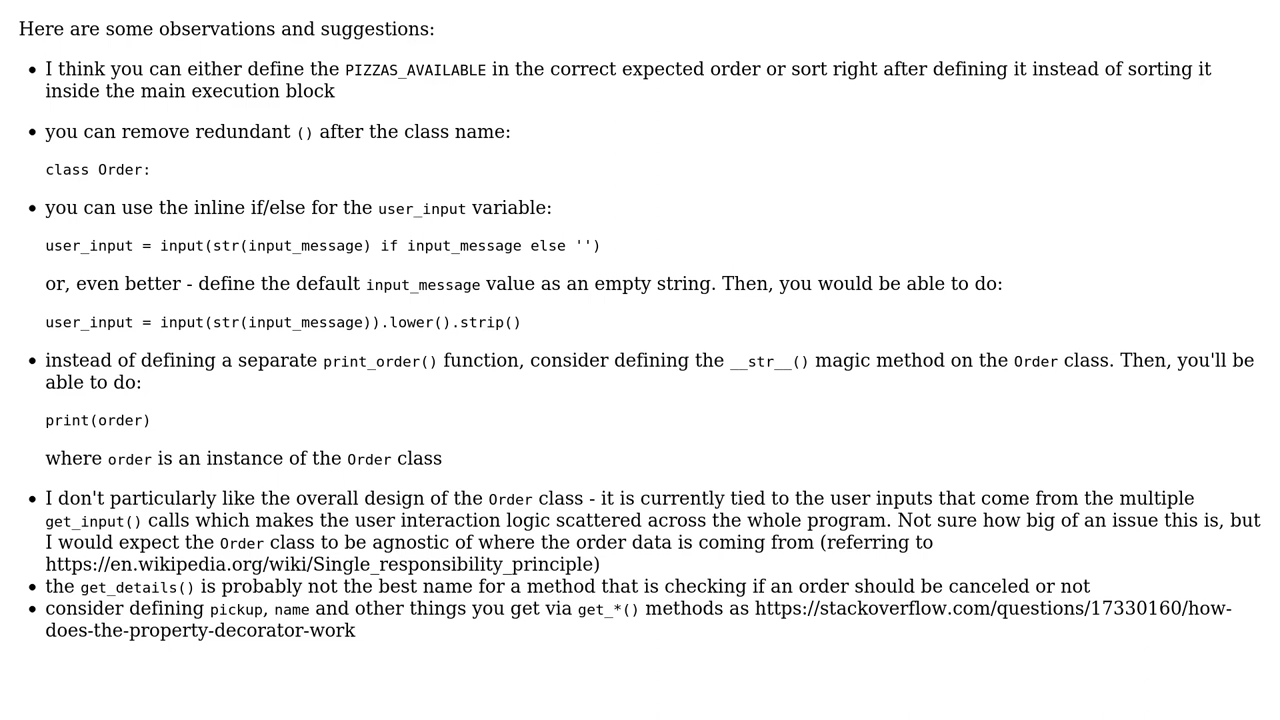 Here are some observations and suggestions:
• I think you can either define the PIZZAS_AVAILABLE in the correct expected order or sort right after defining it instead of sorting it
inside the main execution block
• you can remove redundant () after the class name:
class Order:
• you can use the inline if/else for the user_input variable:
user_input = input(str(input_message) if input_message else '')
or, even better - define the default input_message value as an empty string. Then, you would be able to do:
user_input = input(str(input_message)).lower().strip()
• instead of defining a separate print_order() function, consider defining the __str__() magic method on the Order class. Then, you'll be
able to do:
print(order)
where order is an instance of the Order class
• I don't particularly like the overall design of the Order class - it is currently tied to the user inputs that come from the multiple
get_input() calls which makes the user interaction logic scattered across the whole program. Not sure how big of an issue this is, but
I would expect the Order class to be agnostic of where the order data is coming from (referring to
https://en.wikipedia.org/wiki/Single_responsibility_principle)
• the get_details() is probably not the best name for a method that is checking if an order should be canceled or not
• consider defining pickup, name and other things you get via get_*() methods as https://stackoverflow.com/questions/17330160/how-
does-the-property-decorator-work